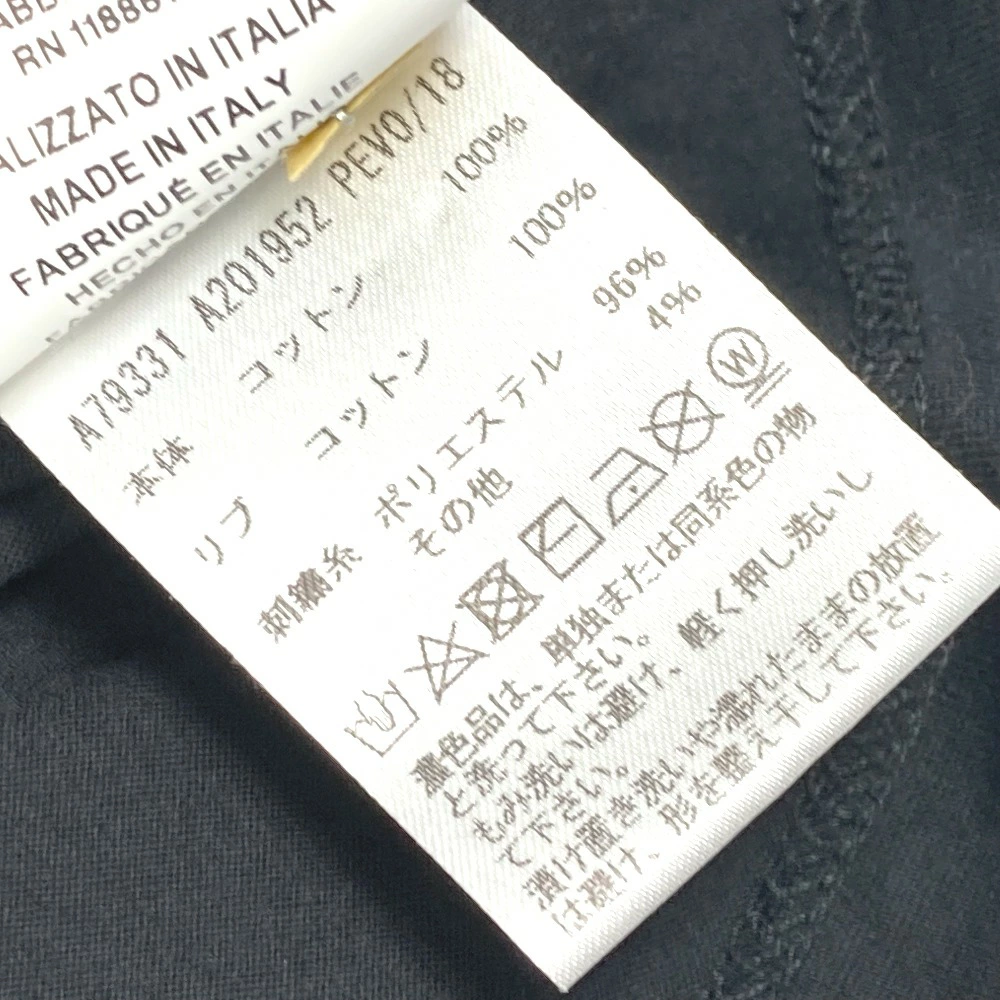 RN 11886
ALIZZATO IN ITALIA
MADE IN ITALY
FABRIQUÉ EN ITALIE
HECHO EN
A79331 A201952 PEVO/18
本体 コットン 100%
リブ コットン 100%
刺繍糸 ポリエステル 96%
その他 4%
W
濃色品は、単独または同系色の物
と洗って下さい。
もみ洗いは避け、軽く押し洗いし
て下さい。
漬け置き洗いや濡れたままの放置
は避け、形を整え干して下さい。